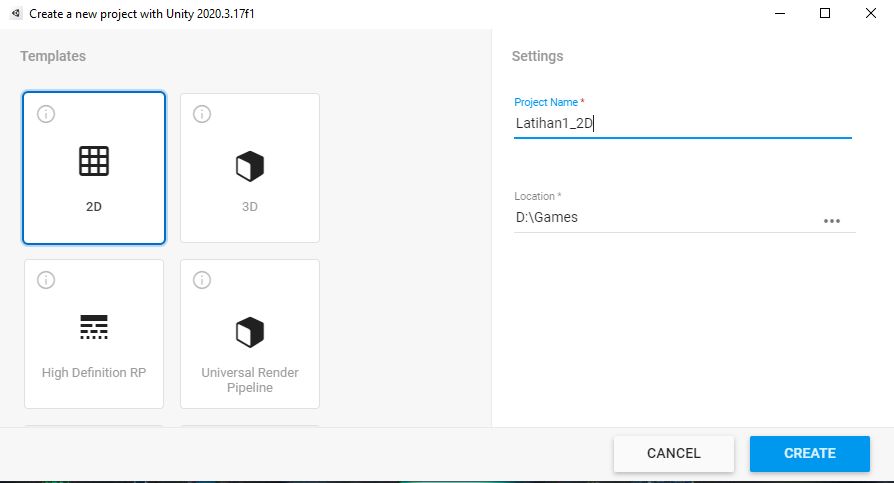 Create a new project with Unity 2020.3.17f1
Templates
2D
3D
High Definition RP
Universal Render
Pipeline
Settings
Project Name *
Latihan1_2D
Location *
D:\Games
CANCEL
CREATE